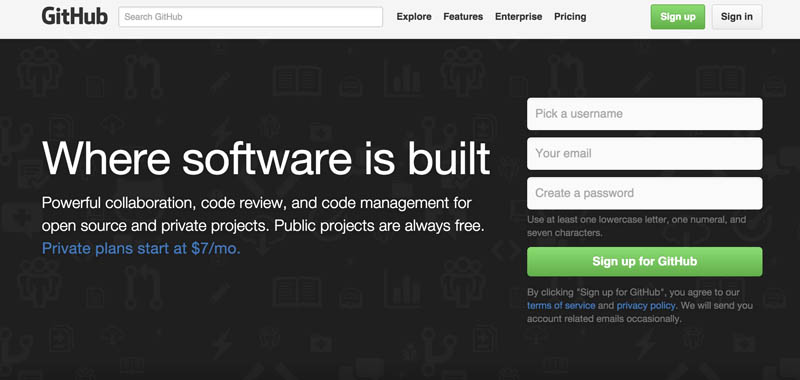 GitHub
Search GitHub
Explore
Features
Enterprise
Pricing
Sign up
Sign in
Where software is built
Powerful collaboration, code review, and code management for
open source and private projects. Public projects are always free.
Private plans start at $7/mo.
Pick a username
Your email
Create a password
Use at least one lowercase letter, one numeral, and
seven characters.
Sign up for GitHub
By clicking "Sign up for GitHub", you agree to our
terms of service and privacy policy. We will send you
account related emails occasionally.